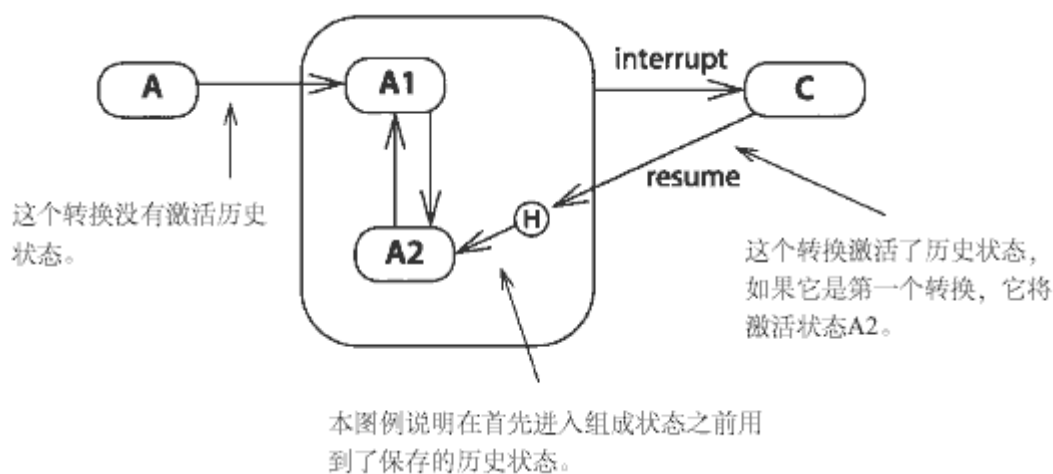 A
A1
interrupt
C
resume
H
A2
这个转换没有激活历史
状态。
这个转换激活了历史状态，
如果它是第一个转换，它将
激活状态A2。
本图例说明在首先进入组成状态之前用
到了保存的历史状态。